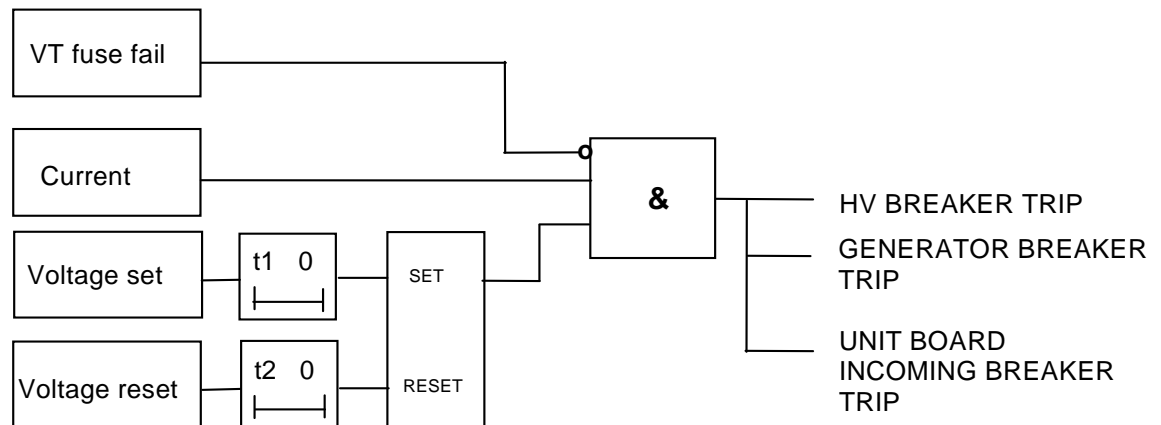 VT fuse fail
Current
&
HV BREAKER TRIP
GENERATOR BREAKER
TRIP
Voltage set
t1 0
SET
UNIT BOARD
INCOMING BREAKER
TRIP
Voltage reset
t2 0
RESET